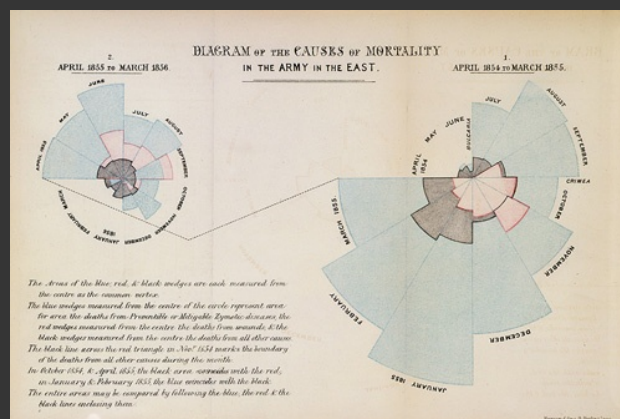 DIAGRAM OF THE CAUSES OF MORTALITY
IN THE ARMY IN THE EAST.
2.
APRIL 1855 TO MARCH 1856.
1.
APRIL 1854 TO MARCH 1855.
APRIL 1855
MAY
JUNE
JULY
AUGUST
SEPTEMBER
OCTOBER
NOVEMBER
DECEMBER
JANUARY 1856
FEBRUARY
MARCH
APRIL 1854
MAY
JUNE
BULGARIA
JULY
AUGUST
SEPTEMBER
CRIMEA
OCTOBER
NOVEMBER
DECEMBER
JANUARY 1855
FEBRUARY
MARCH 1855
The Areas of the blue, red, & black wedges are each measured from
the centre as the common vertex.
The blue wedges measured from the centre of the circle represent area
for area the deaths from Preventible or Mitigable Zymotic diseases, the
red wedges measured from the centre the deaths from wounds, & the
black wedges measured from the centre the deaths from all other causes
The black line across the red triangle in Nov.r 1854 marks the boundary
of the deaths from all other causes during the month.
In October 1854, & April 1855, the black area coincides with the red,
in January & February 1855, the blue coincides with the black.
The entire areas may be compared by following the blue, the red & the
black lines enclosing them.